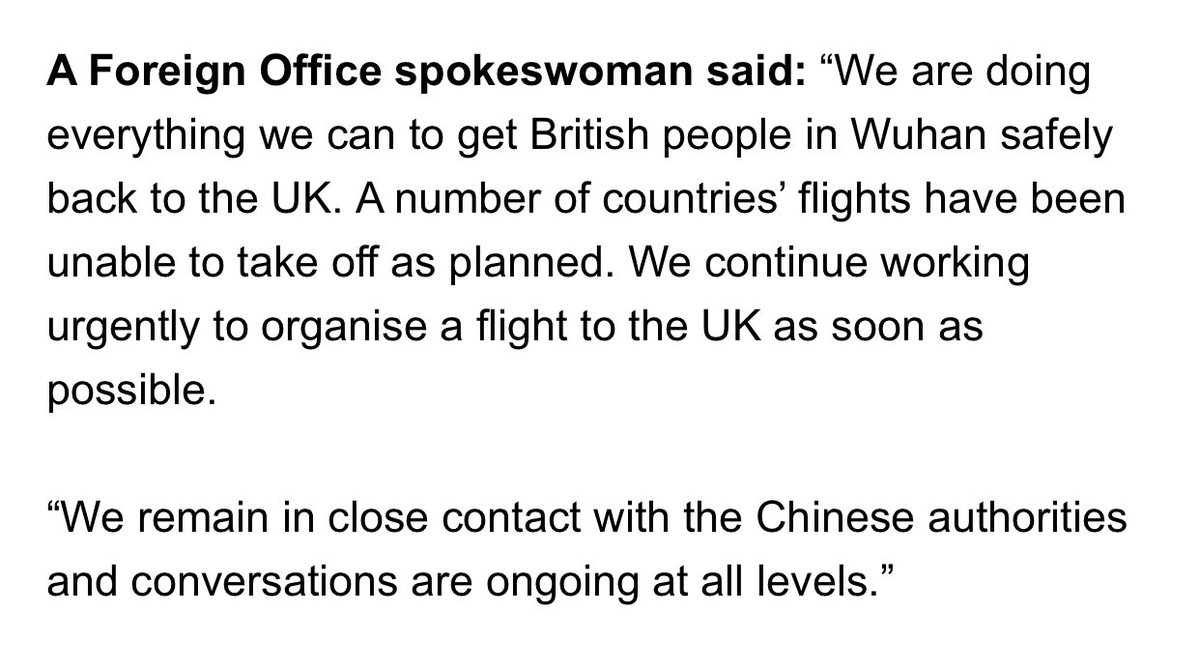 A Foreign Office spokeswoman said: “We are doing
everything we can to get British people in Wuhan safely
back to the UK. A number of countries’ flights have been
unable to take off as planned. We continue working
urgently to organise a flight to the UK as soon as
possible.
“We remain in close contact with the Chinese authorities
and conversations are ongoing at all levels.”